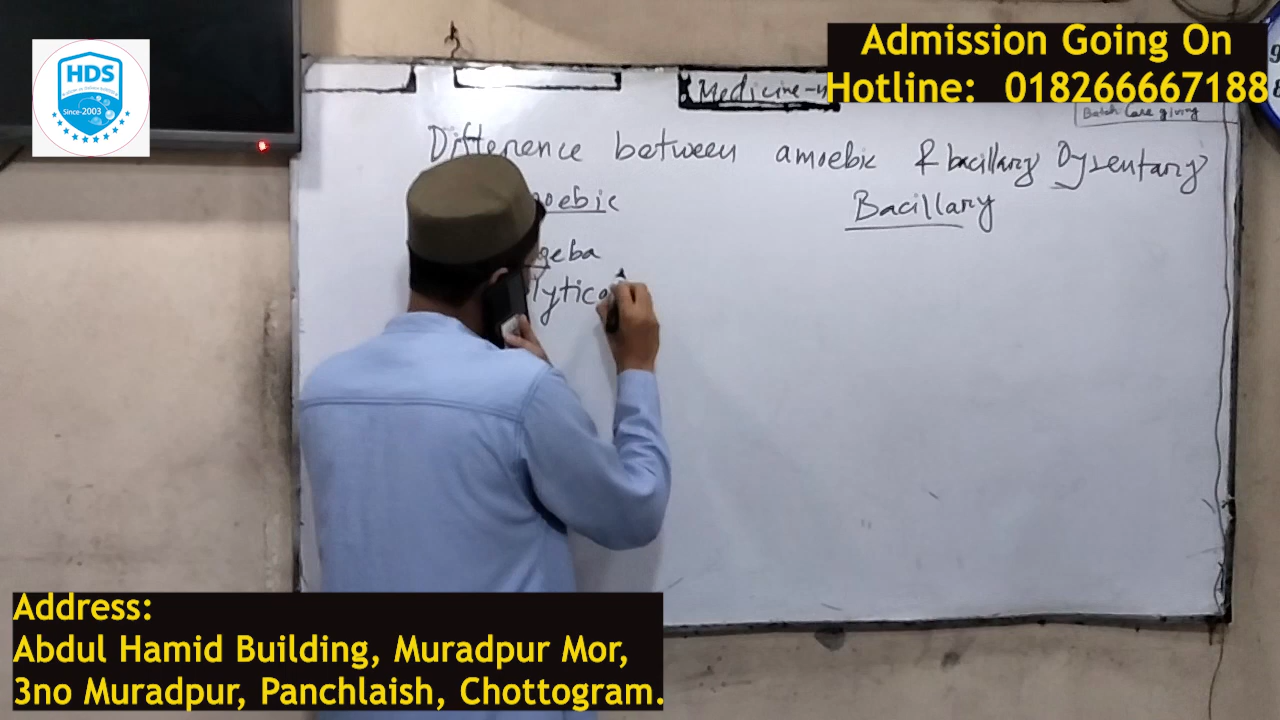 HDS
Since-2003
Admission Going On
Hotline: 018266667188
Medicine-
Batch Care giving
Difference between amoebic & bacillary Dysentary
oebic
Bacillary
eba
lytica
Address:
Abdul Hamid Building, Muradpur Mor,
3no Muradpur, Panchlaish, Chottogram.